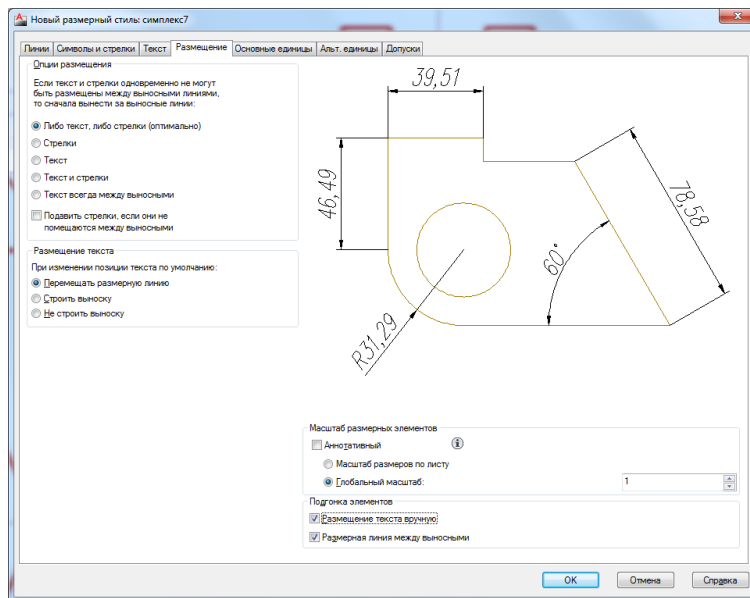 Новый размерный стиль: симплекс7
Линии
Символы и стрелки
Текст
Размещение
Основные единицы
Альт. единицы
Допуски
Опции размещения
Если текст и стрелки одновременно не могут
быть размещены между выносными линиями,
то сначала вынести за выносные линии:
Либо текст, либо стрелки (оптимально)
Стрелки
Текст
Текст и стрелки
Текст всегда между выносными
Подавить стрелки, если они не
помещаются между выносными
Размещение текста
При изменении позиции текста по умолчанию:
Перемещать размерную линию
Строить выноску
Не строить выноску
39,51
46,49
78,58
60°
R31,29
Масштаб размерных элементов
Аннотативный
Масштаб размеров по листу
Глобальный масштаб:
1
Подгонка элементов
Размещение текста вручную
Размерная линия между выносными
OK
Отмена
Справка